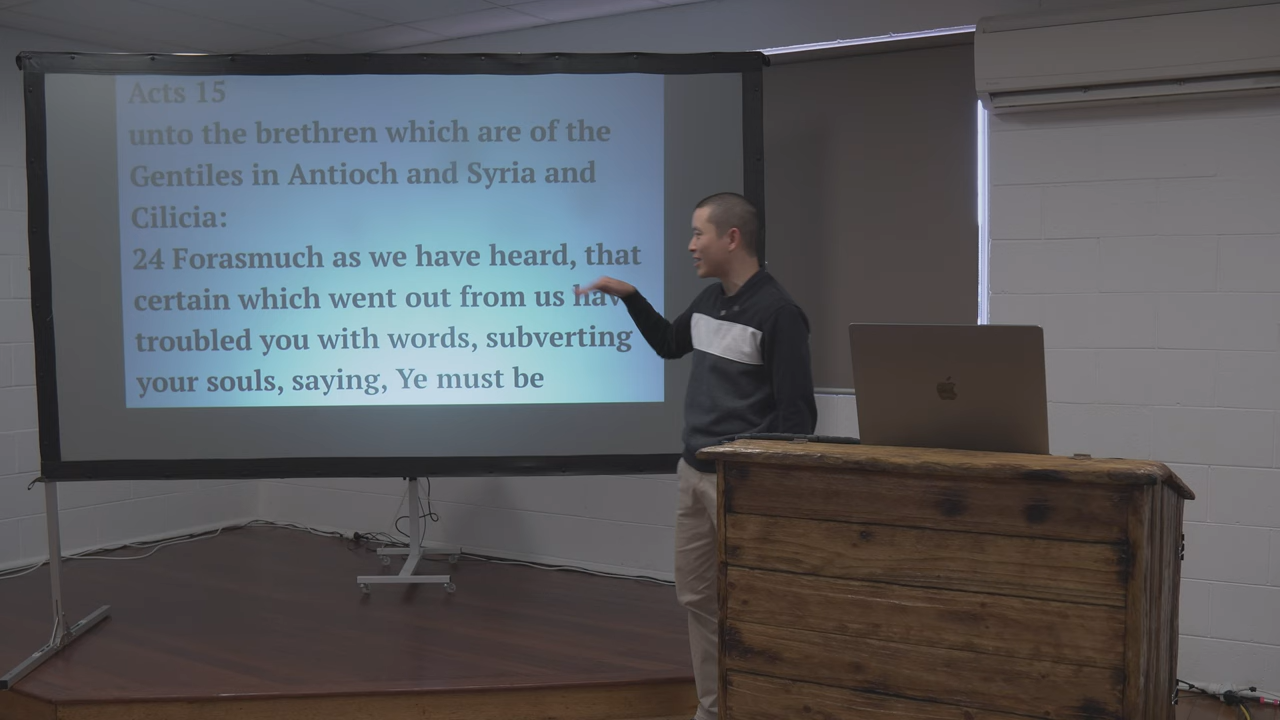 Acts 15
unto the brethren which are of the
Gentiles in Antioch and Syria and
Cilicia:
24 Forasmuch as we have heard, that
certain which went out from us hav
troubled you with words, subverting
your souls, saying, Ye must be